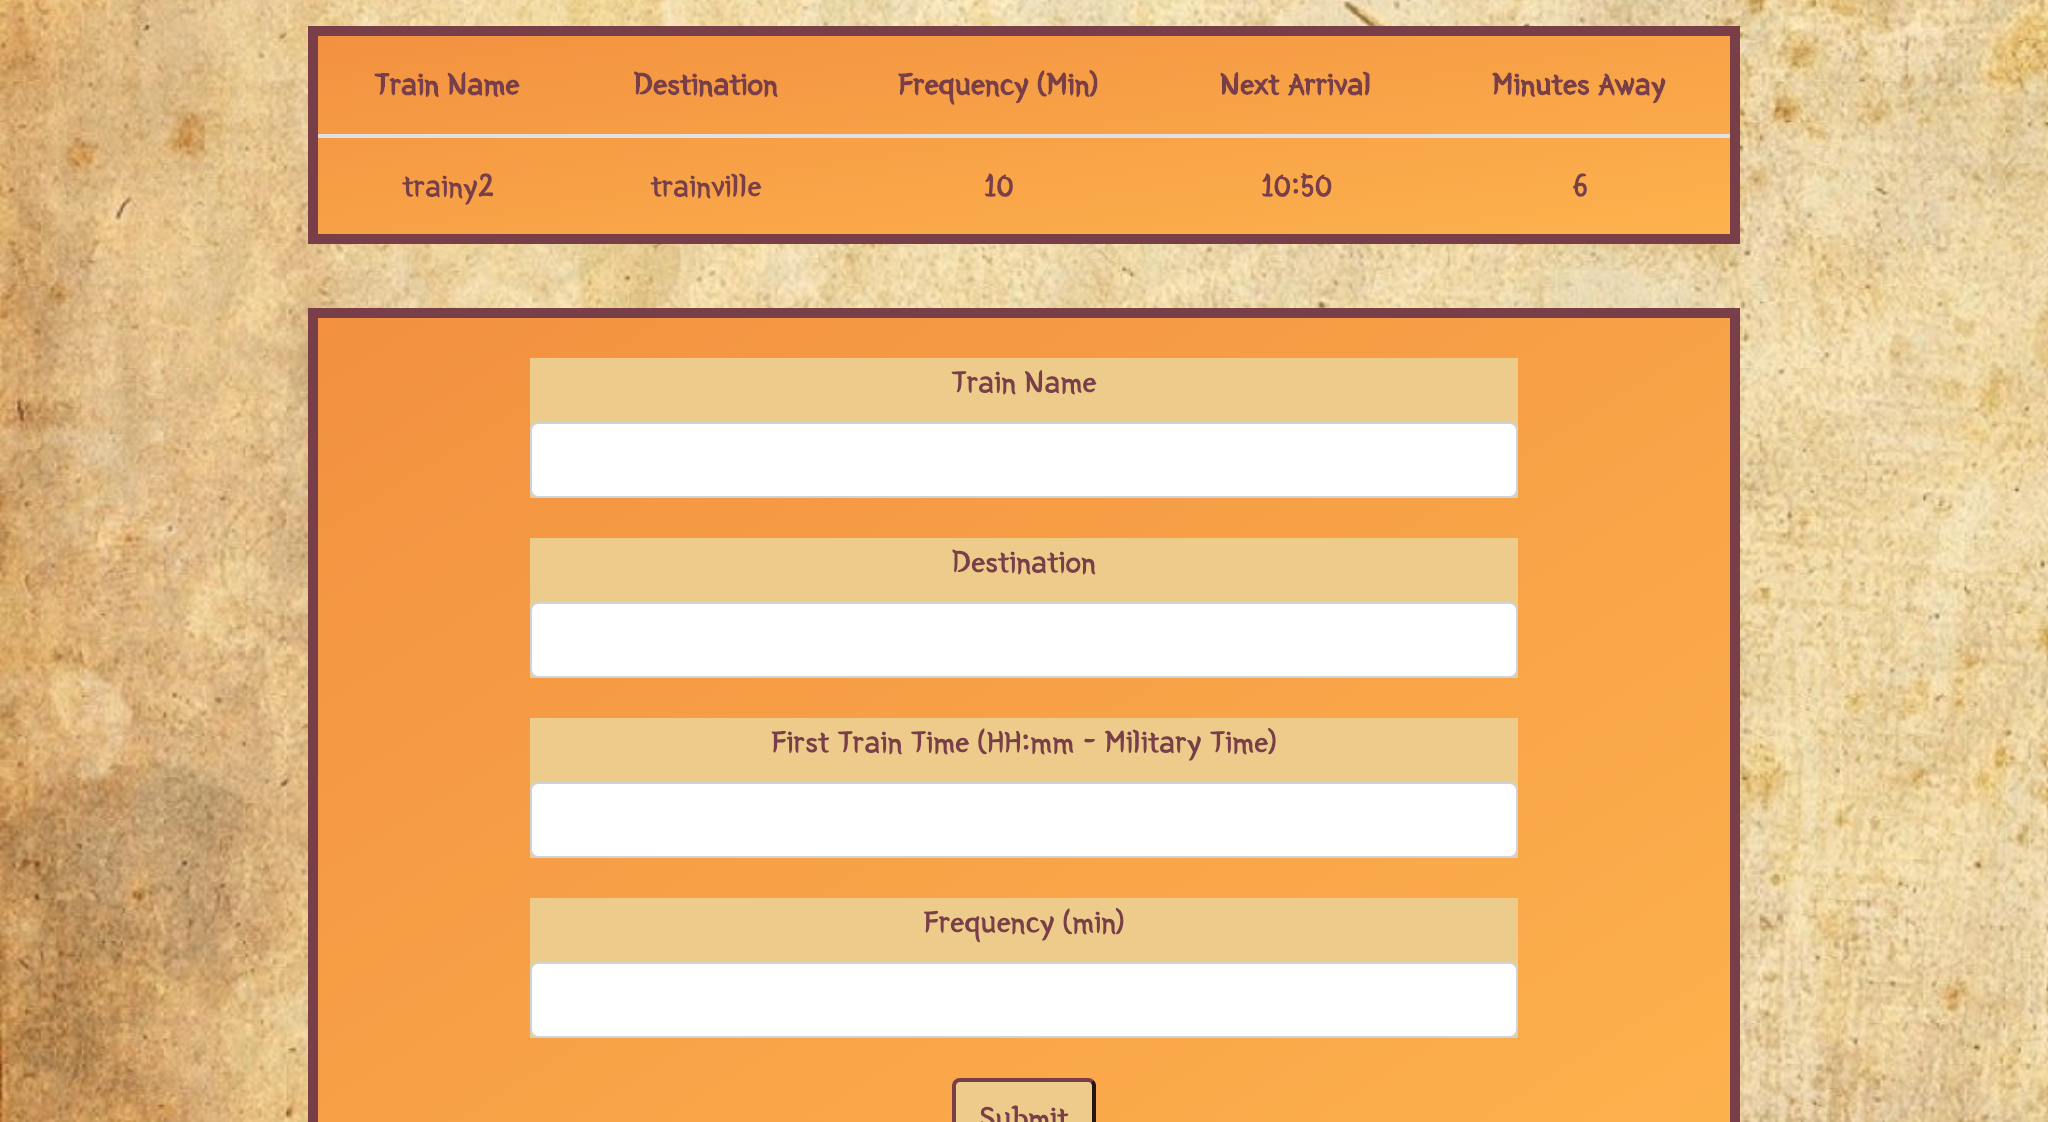 Train Name Destination Frequency (Min) Next Arrival Minutes Away
trainy2 trainville 10 10:50 6
Train Name
Destination
First Train Time (HH:mm - Military Time)
Frequency (min)
Submit